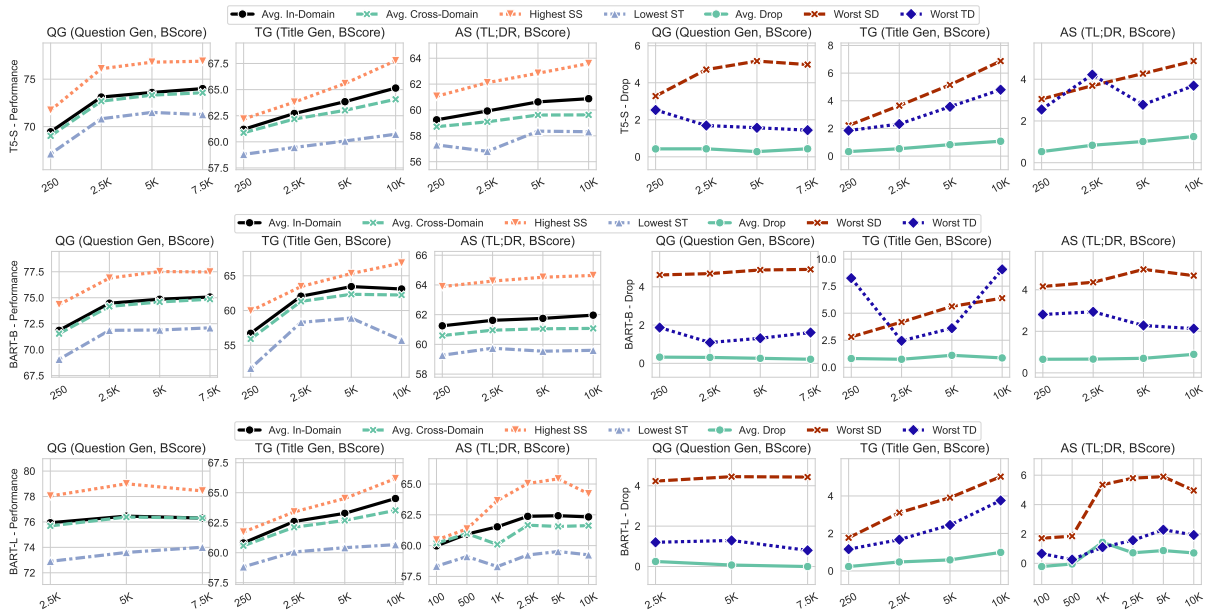 Avg. In-Domain Avg. Cross-Domain Highest SS Lowest ST Avg. Drop Worst SD Worst TD
QG (Question Gen, BScore) TG (Title Gen, BScore) AS (TL;DR, BScore) QG (Question Gen, BScore) TG (Title Gen, BScore) AS (TL;DR, BScore)
T5-S - Performance
75
70
250 2.5K 5K 7.5K
67.5
65.0
62.5
60.0
57.5
250 2.5K 5K 10K
64
62
60
58
56
250 2.5K 5K 10K
T5-S - Drop
6
4
2
0
250 2.5K 5K 7.5K
8
6
4
2
0
250 2.5K 5K 10K
4
2
0
250 2.5K 5K 10K
Avg. In-Domain Avg. Cross-Domain Highest SS Lowest ST Avg. Drop Worst SD Worst TD
QG (Question Gen, BScore) TG (Title Gen, BScore) AS (TL;DR, BScore) QG (Question Gen, BScore) TG (Title Gen, BScore) AS (TL;DR, BScore)
BART-B - Performance
77.5
75.0
72.5
70.0
67.5
250 2.5K 5K 7.5K
65
60
55
250 2.5K 5K 10K
66
64
62
60
58
250 2.5K 5K 10K
BART-B - Drop
4
2
0
250 2.5K 5K 7.5K
10.0
7.5
5.0
2.5
0.0
250 2.5K 5K 10K
4
2
0
250 2.5K 5K 10K
Avg. In-Domain Avg. Cross-Domain Highest SS Lowest ST Avg. Drop Worst SD Worst TD
QG (Question Gen, BScore) TG (Title Gen, BScore) AS (TL;DR, BScore) QG (Question Gen, BScore) TG (Title Gen, BScore) AS (TL;DR, BScore)
BART-L - Performance
80
78
76
74
72
2.5K 5K 7.5K
67.5
65.0
62.5
60.0
57.5
250 2.5K 5K 10K
65.0
62.5
60.0
57.5
100 500 1K 2.5K 5K 10K
BART-L - Drop
4
2
0
2.5K 5K 7.5K
4
2
0
250 2.5K 5K 10K
6
4
2
0
100 500 1K 2.5K 5K 10K